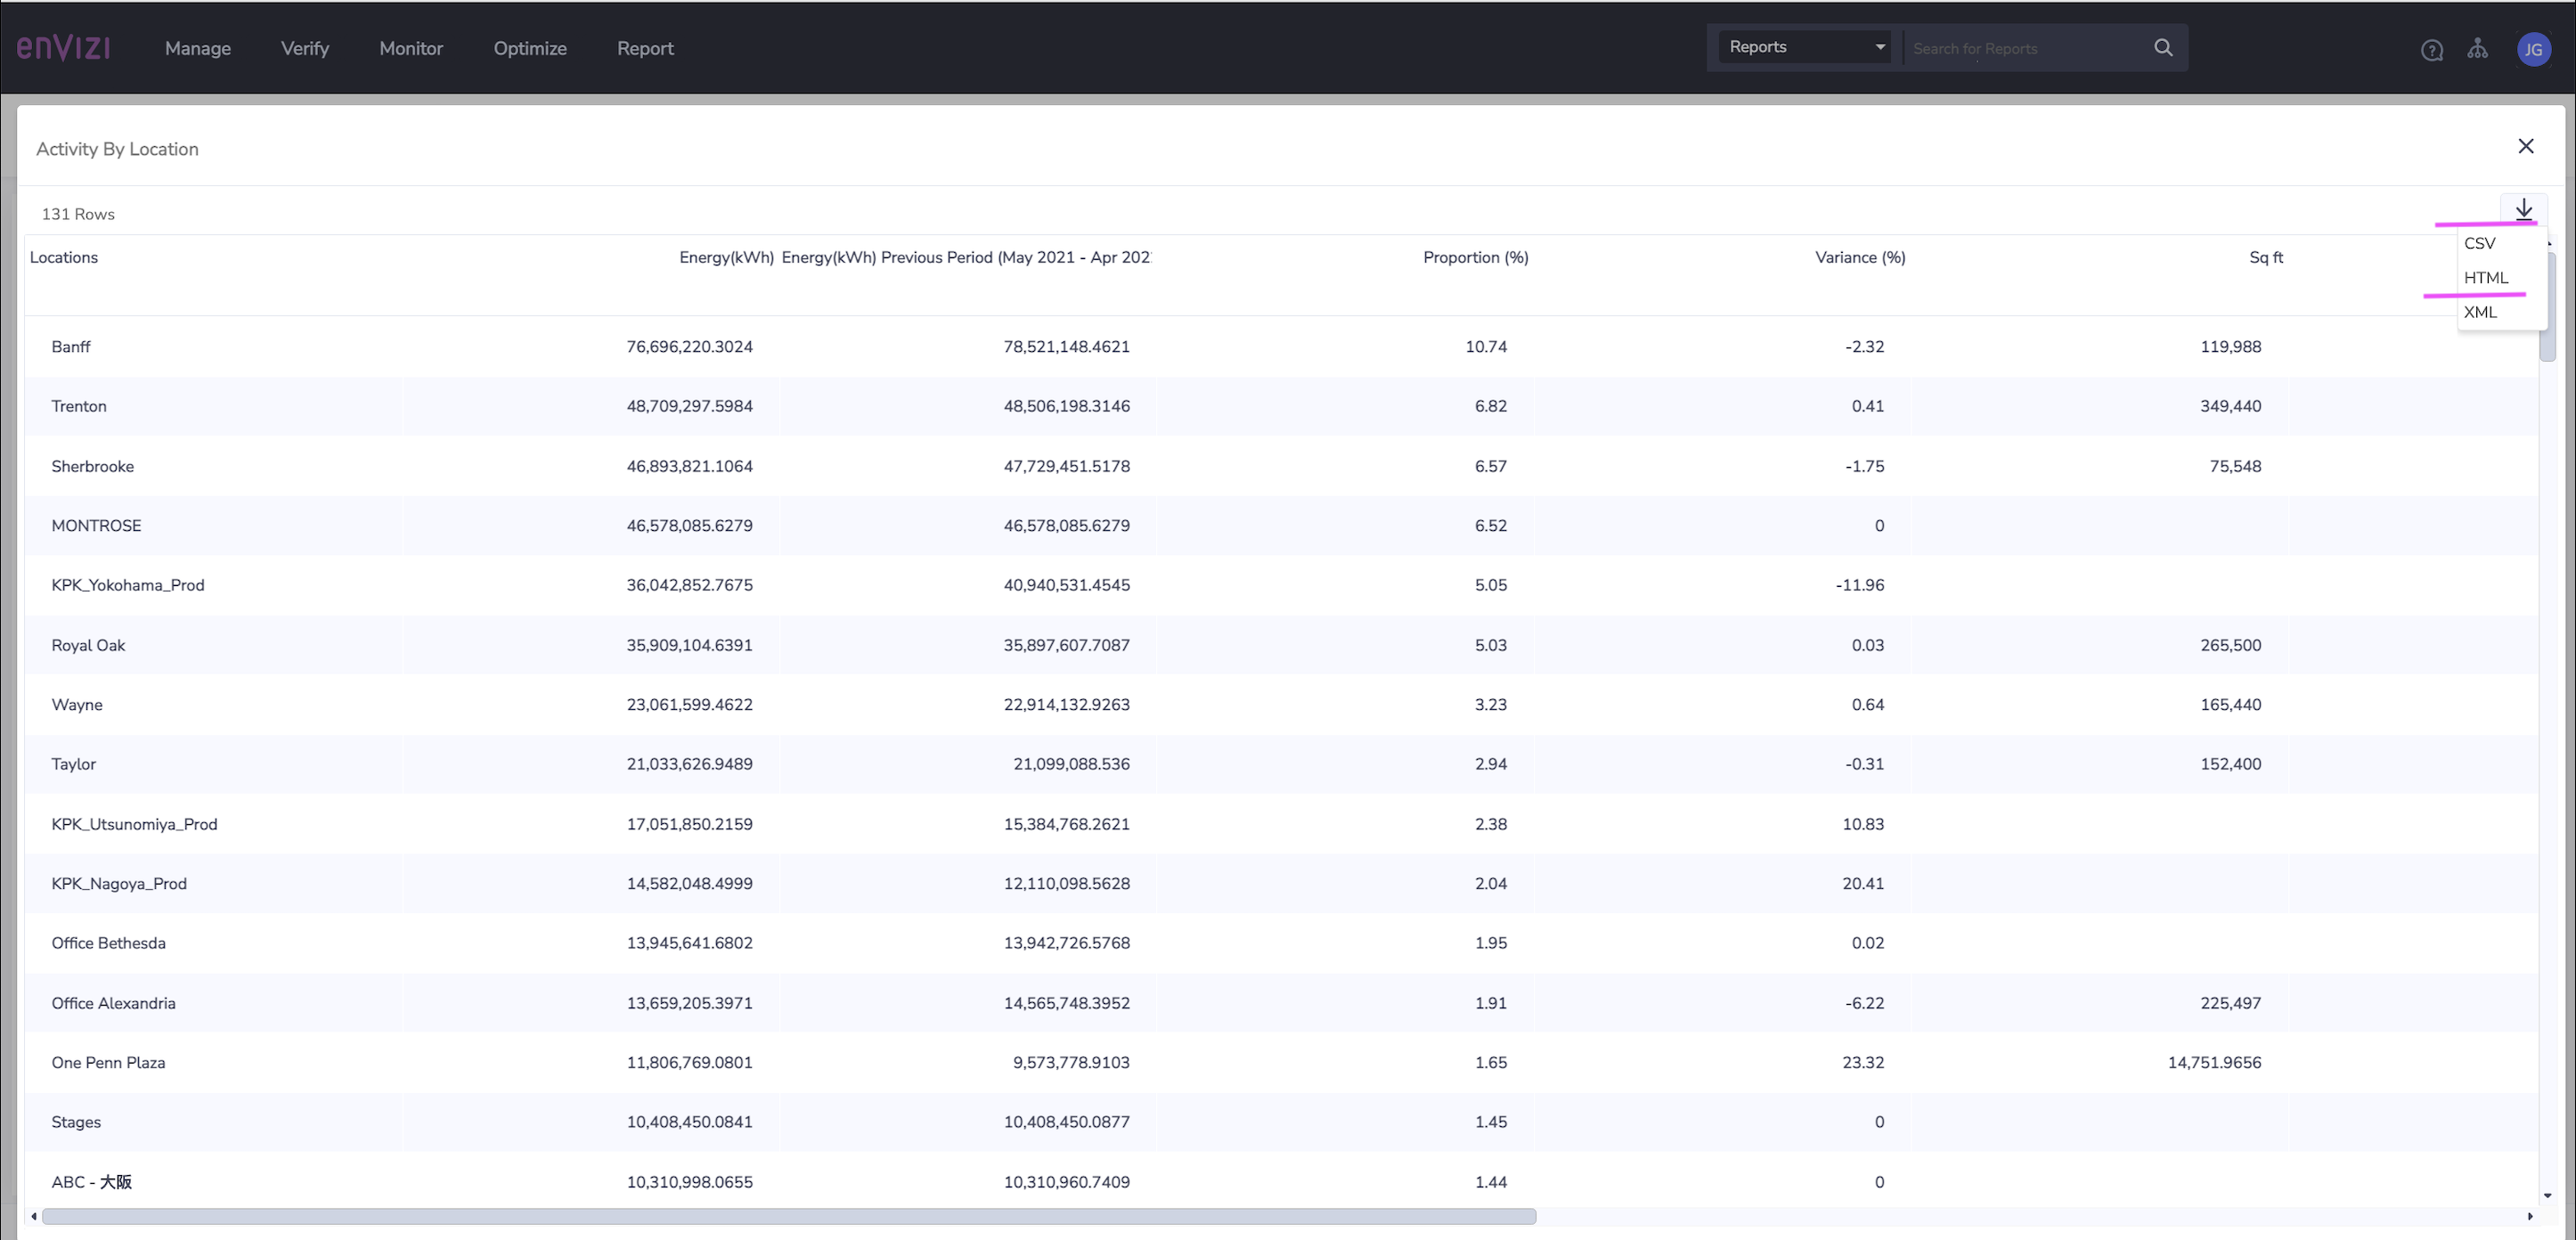 enVIZI Manage Verify Monitor Optimize Report Reports Search for Reports JG
Activity By Location
131 Rows
CSV
HTML
XML
Locations Energy(kWh) Energy(kWh) Previous Period (May 2021 - Apr 202 Proportion (%) Variance (%) Sq ft
Banff 76,696,220.3024 78,521,148.4621 10.74 -2.32 119,988
Trenton 48,709,297.5984 48,506,198.3146 6.82 0.41 349,440
Sherbrooke 46,893,821.1064 47,729,451.5178 6.57 -1.75 75,548
MONTROSE 46,578,085.6279 46,578,085.6279 6.52 0
KPK_Yokohama_Prod 36,042,852.7675 40,940,531.4545 5.05 -11.96
Royal Oak 35,909,104.6391 35,897,607.7087 5.03 0.03 265,500
Wayne 23,061,599.4622 22,914,132.9263 3.23 0.64 165,440
Taylor 21,033,626.9489 21,099,088.536 2.94 -0.31 152,400
KPK_Utsunomiya_Prod 17,051,850.2159 15,384,768.2621 2.38 10.83
KPK_Nagoya_Prod 14,582,048.4999 12,110,098.5628 2.04 20.41
Office Bethesda 13,945,641.6802 13,942,726.5768 1.95 0.02
Office Alexandria 13,659,205.3971 14,565,748.3952 1.91 -6.22 225,497
One Penn Plaza 11,806,769.0801 9,573,778.9103 1.65 23.32 14,751.9656
Stages 10,408,450.0841 10,408,450.0877 1.45 0
ABC - 大阪 10,310,998.0655 10,310,960.7409 1.44 0